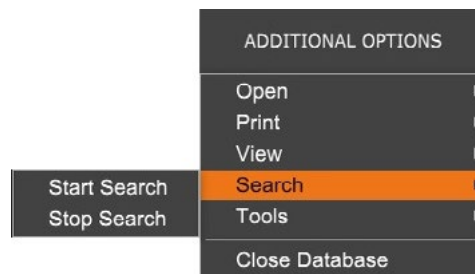 ADDITIONAL OPTIONS
Open
Print
View
Search
Start Search
Stop Search
Tools
Close Database